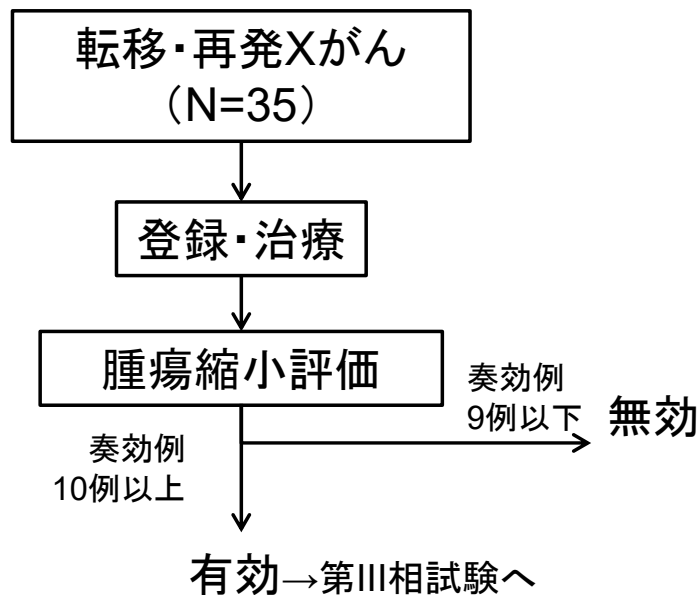 転移・再発Xがん
（N=35）
登録・治療
腫瘍縮小評価
奏効例
9例以下
無効
奏効例
10例以上
有効→第III相試験へ